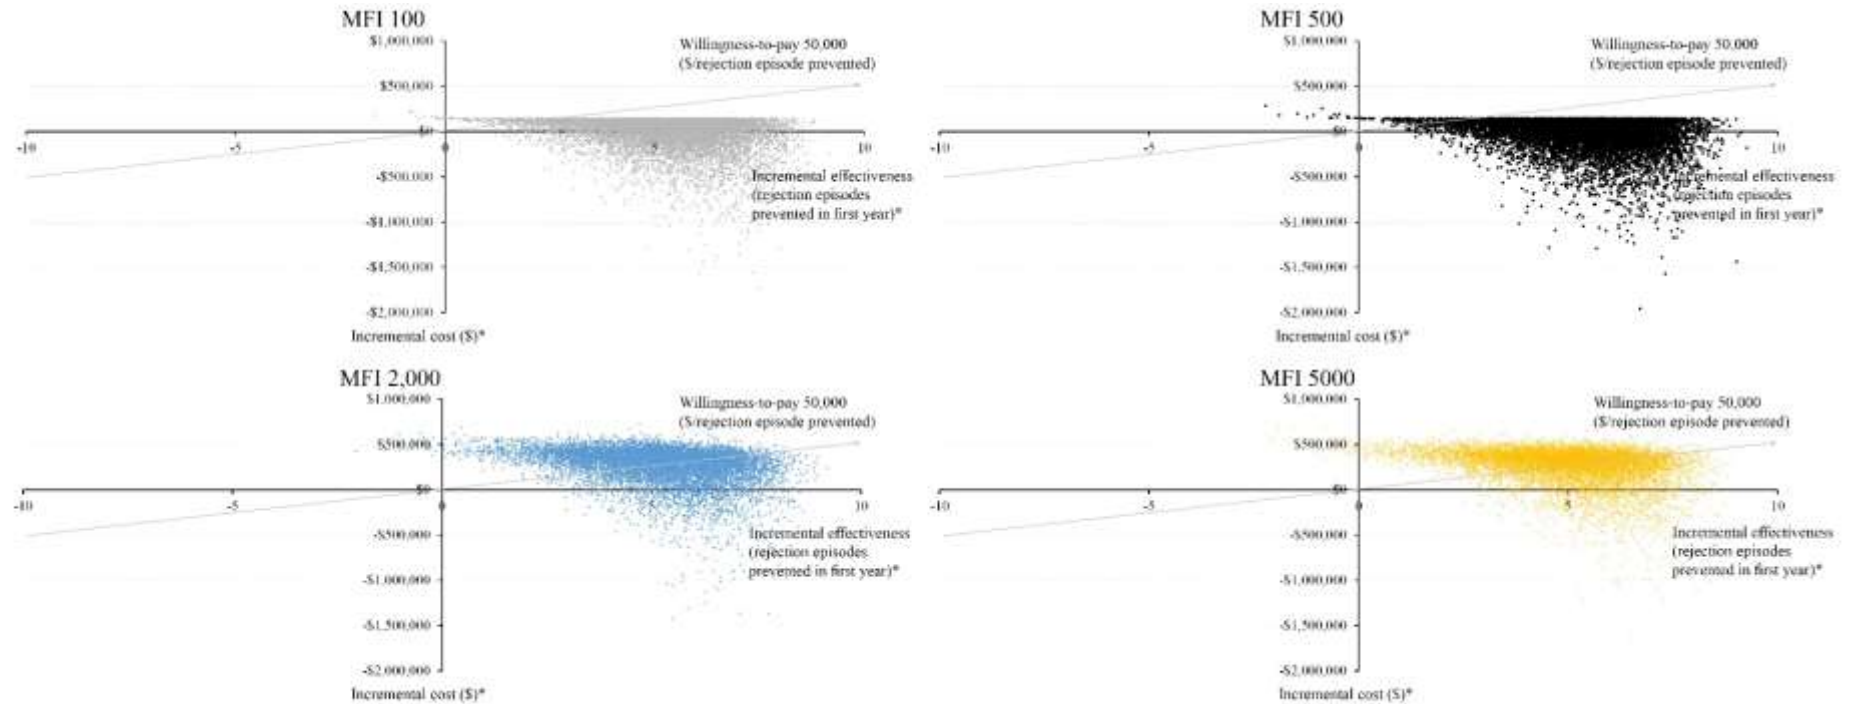 MFI 100
$1,000,000
Willingness-to-pay 50,000
($/rejection episode prevented)
$500,000
$0
-10
-5
0
5
10
-$500,000
Incremental effectiveness
(rejection episodes
prevented in first year)*
-$1,000,000
-$1,500,000
-$2,000,000
Incremental cost ($)*
MFI 500
$1,000,000
Willingness-to-pay 50,000
($/rejection episode prevented)
$500,000
$0
-10
-5
0
10
-$500,000
Incremental effectiveness
(rejection episodes
prevented in first year)*
-$1,000,000
-$1,500,000
-$2,000,000
Incremental cost ($)*
MFI 2,000
$1,000,000
Willingness-to-pay 50,000
($/rejection episode prevented)
$500,000
$0
-10
-5
0
10
-$500,000
Incremental effectiveness
(rejection episodes
prevented in first year)*
-$1,000,000
-$1,500,000
-$2,000,000
Incremental cost ($)*
MFI 5000
$1,000,000
Willingness-to-pay 50,000
($/rejection episode prevented)
$500,000
$0
-10
-5
0
5
10
-$500,000
Incremental effectiveness
(rejection episodes
prevented in first year)*
-$1,000,000
-$1,500,000
-$2,000,000
Incremental cost ($)*